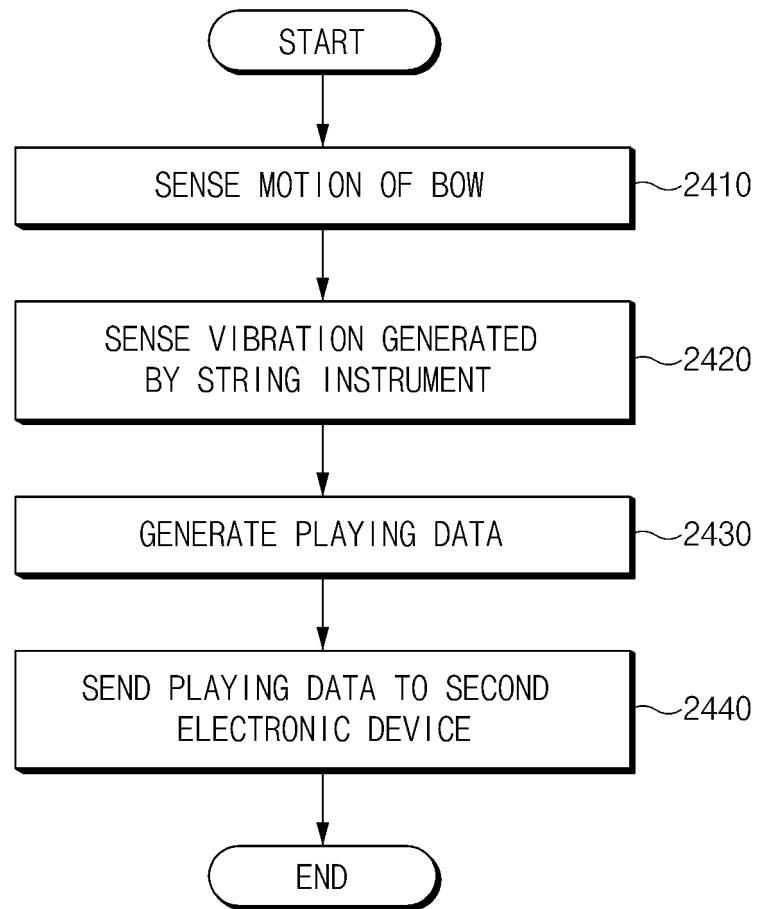 START
SENSE MOTION OF BOW
2410
SENSE VIBRATION GENERATED
BY STRING INSTRUMENT
2420
GENERATE PLAYING DATA
2430
SEND PLAYING DATA TO SECOND
ELECTRONIC DEVICE
2440
END